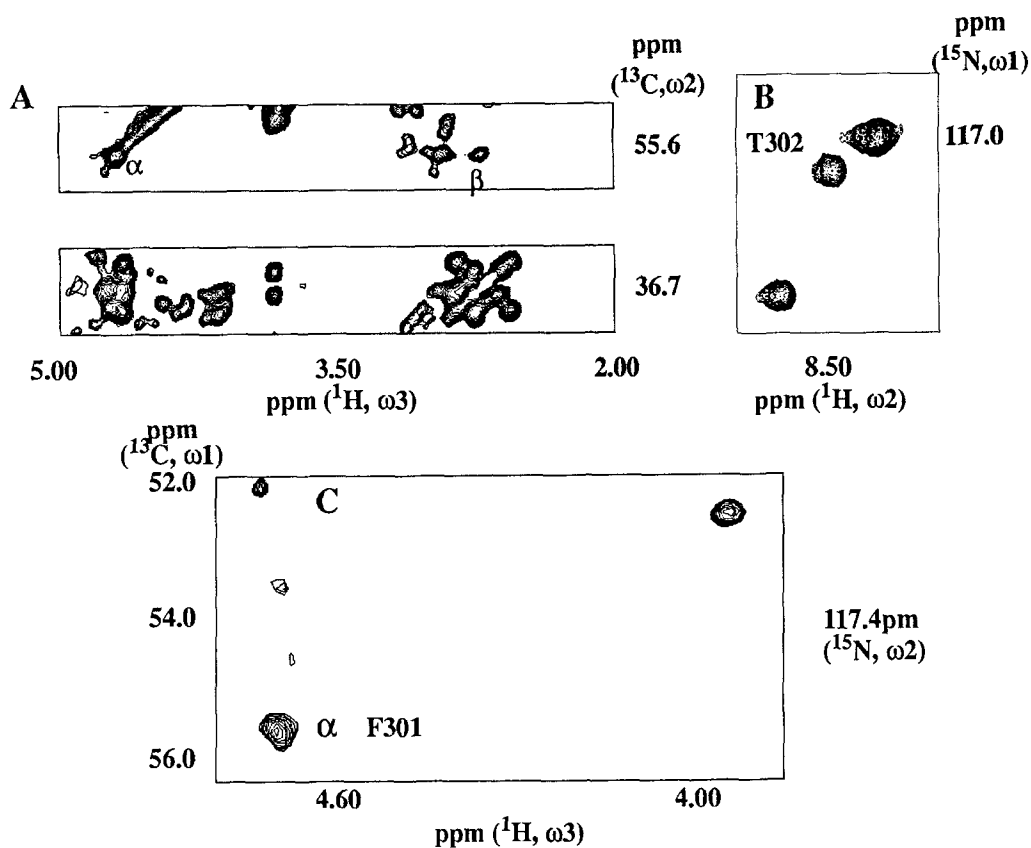 A
ppm
(¹³C,ω2)
55.6
α
β
36.7
5.00 3.50 2.00
ppm (¹H, ω3)
ppm
(¹⁵N,ω1)
B
T302
117.0
8.50
ppm (¹H, ω2)
ppm
(¹³C, ω1)
52.0
C
54.0
117.4pm
(¹⁵N, ω2)
α F301
56.0
4.60 4.00
ppm (¹H, ω3)